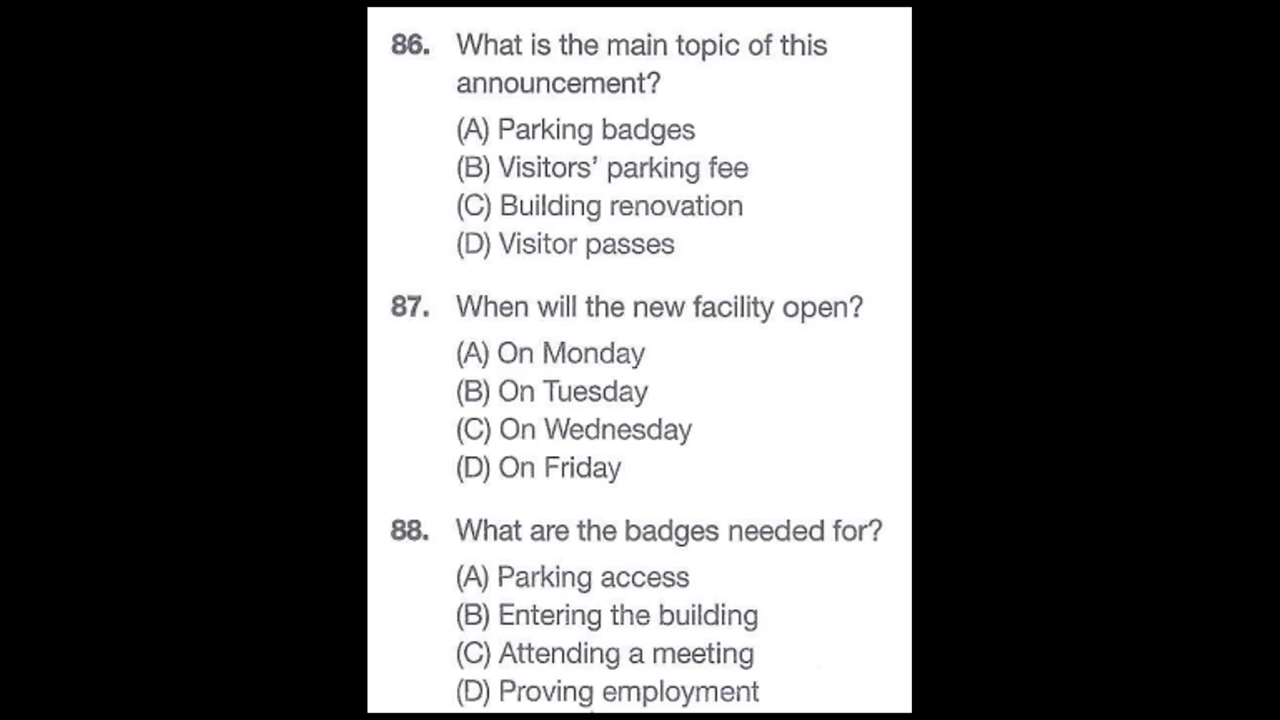 86. What is the main topic of this
announcement?
(A) Parking badges
(B) Visitors' parking fee
(C) Building renovation
(D) Visitor passes
87. When will the new facility open?
(A) On Monday
(B) On Tuesday
(C) On Wednesday
(D) On Friday
88. What are the badges needed for?
(A) Parking access
(B) Entering the building
(C) Attending a meeting
(D) Proving employment